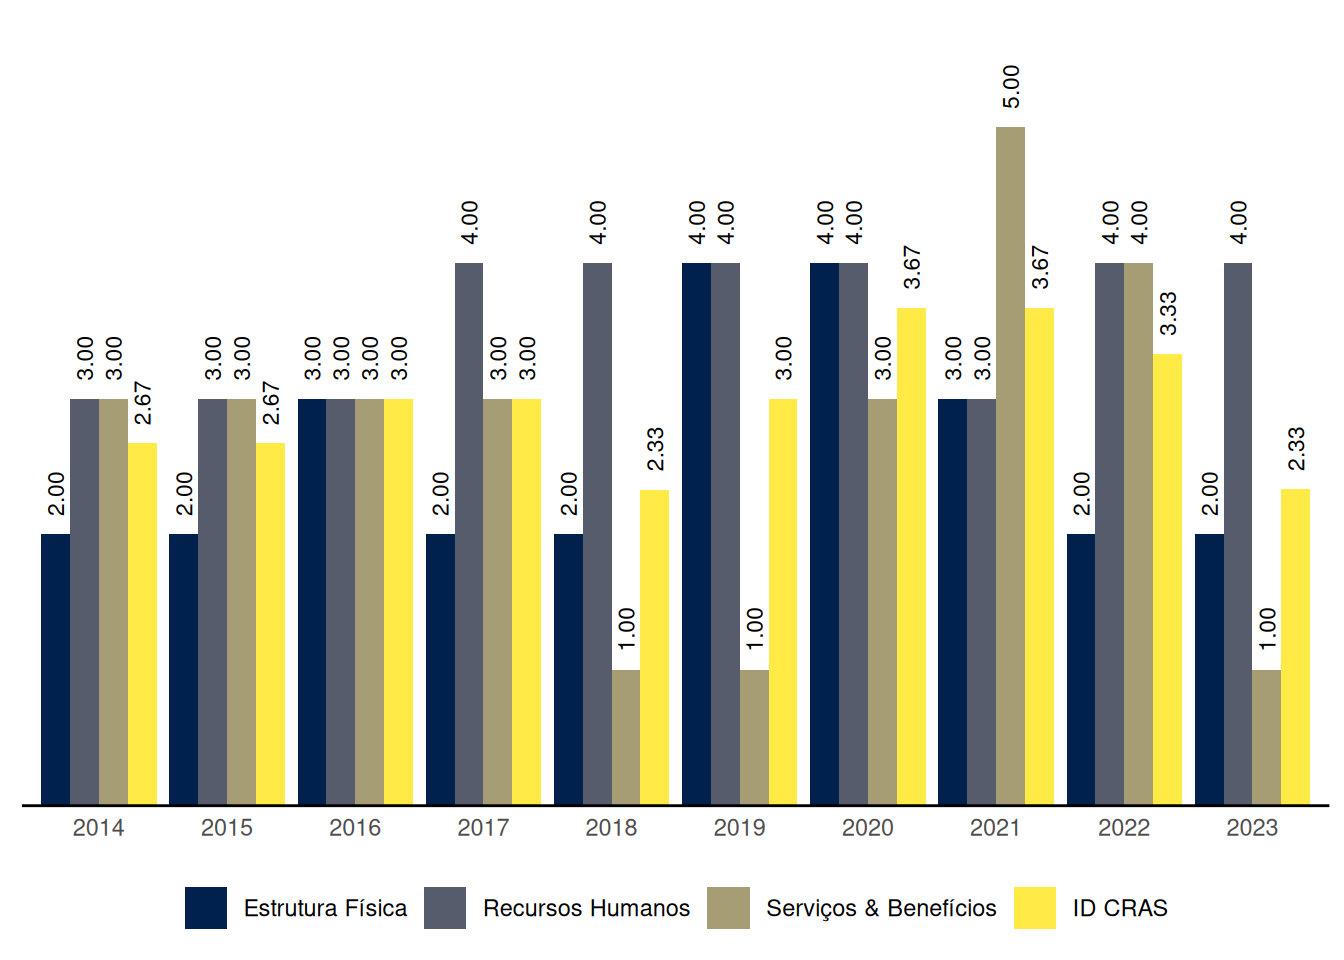 2.00 3.00 3.00 2.67 2.00 3.00 3.00 2.67 3.00 3.00 3.00 3.00 2.00 4.00 3.00 3.00 2.00 4.00 1.00 2.33 4.00 4.00 1.00 3.00 4.00 4.00 3.00 3.67 3.00 3.00 5.00 3.67 2.00 4.00 4.00 3.33 2.00 4.00 1.00 2.33
2014 2015 2016 2017 2018 2019 2020 2021 2022 2023
Estrutura Física Recursos Humanos Serviços & Benefícios ID CRAS